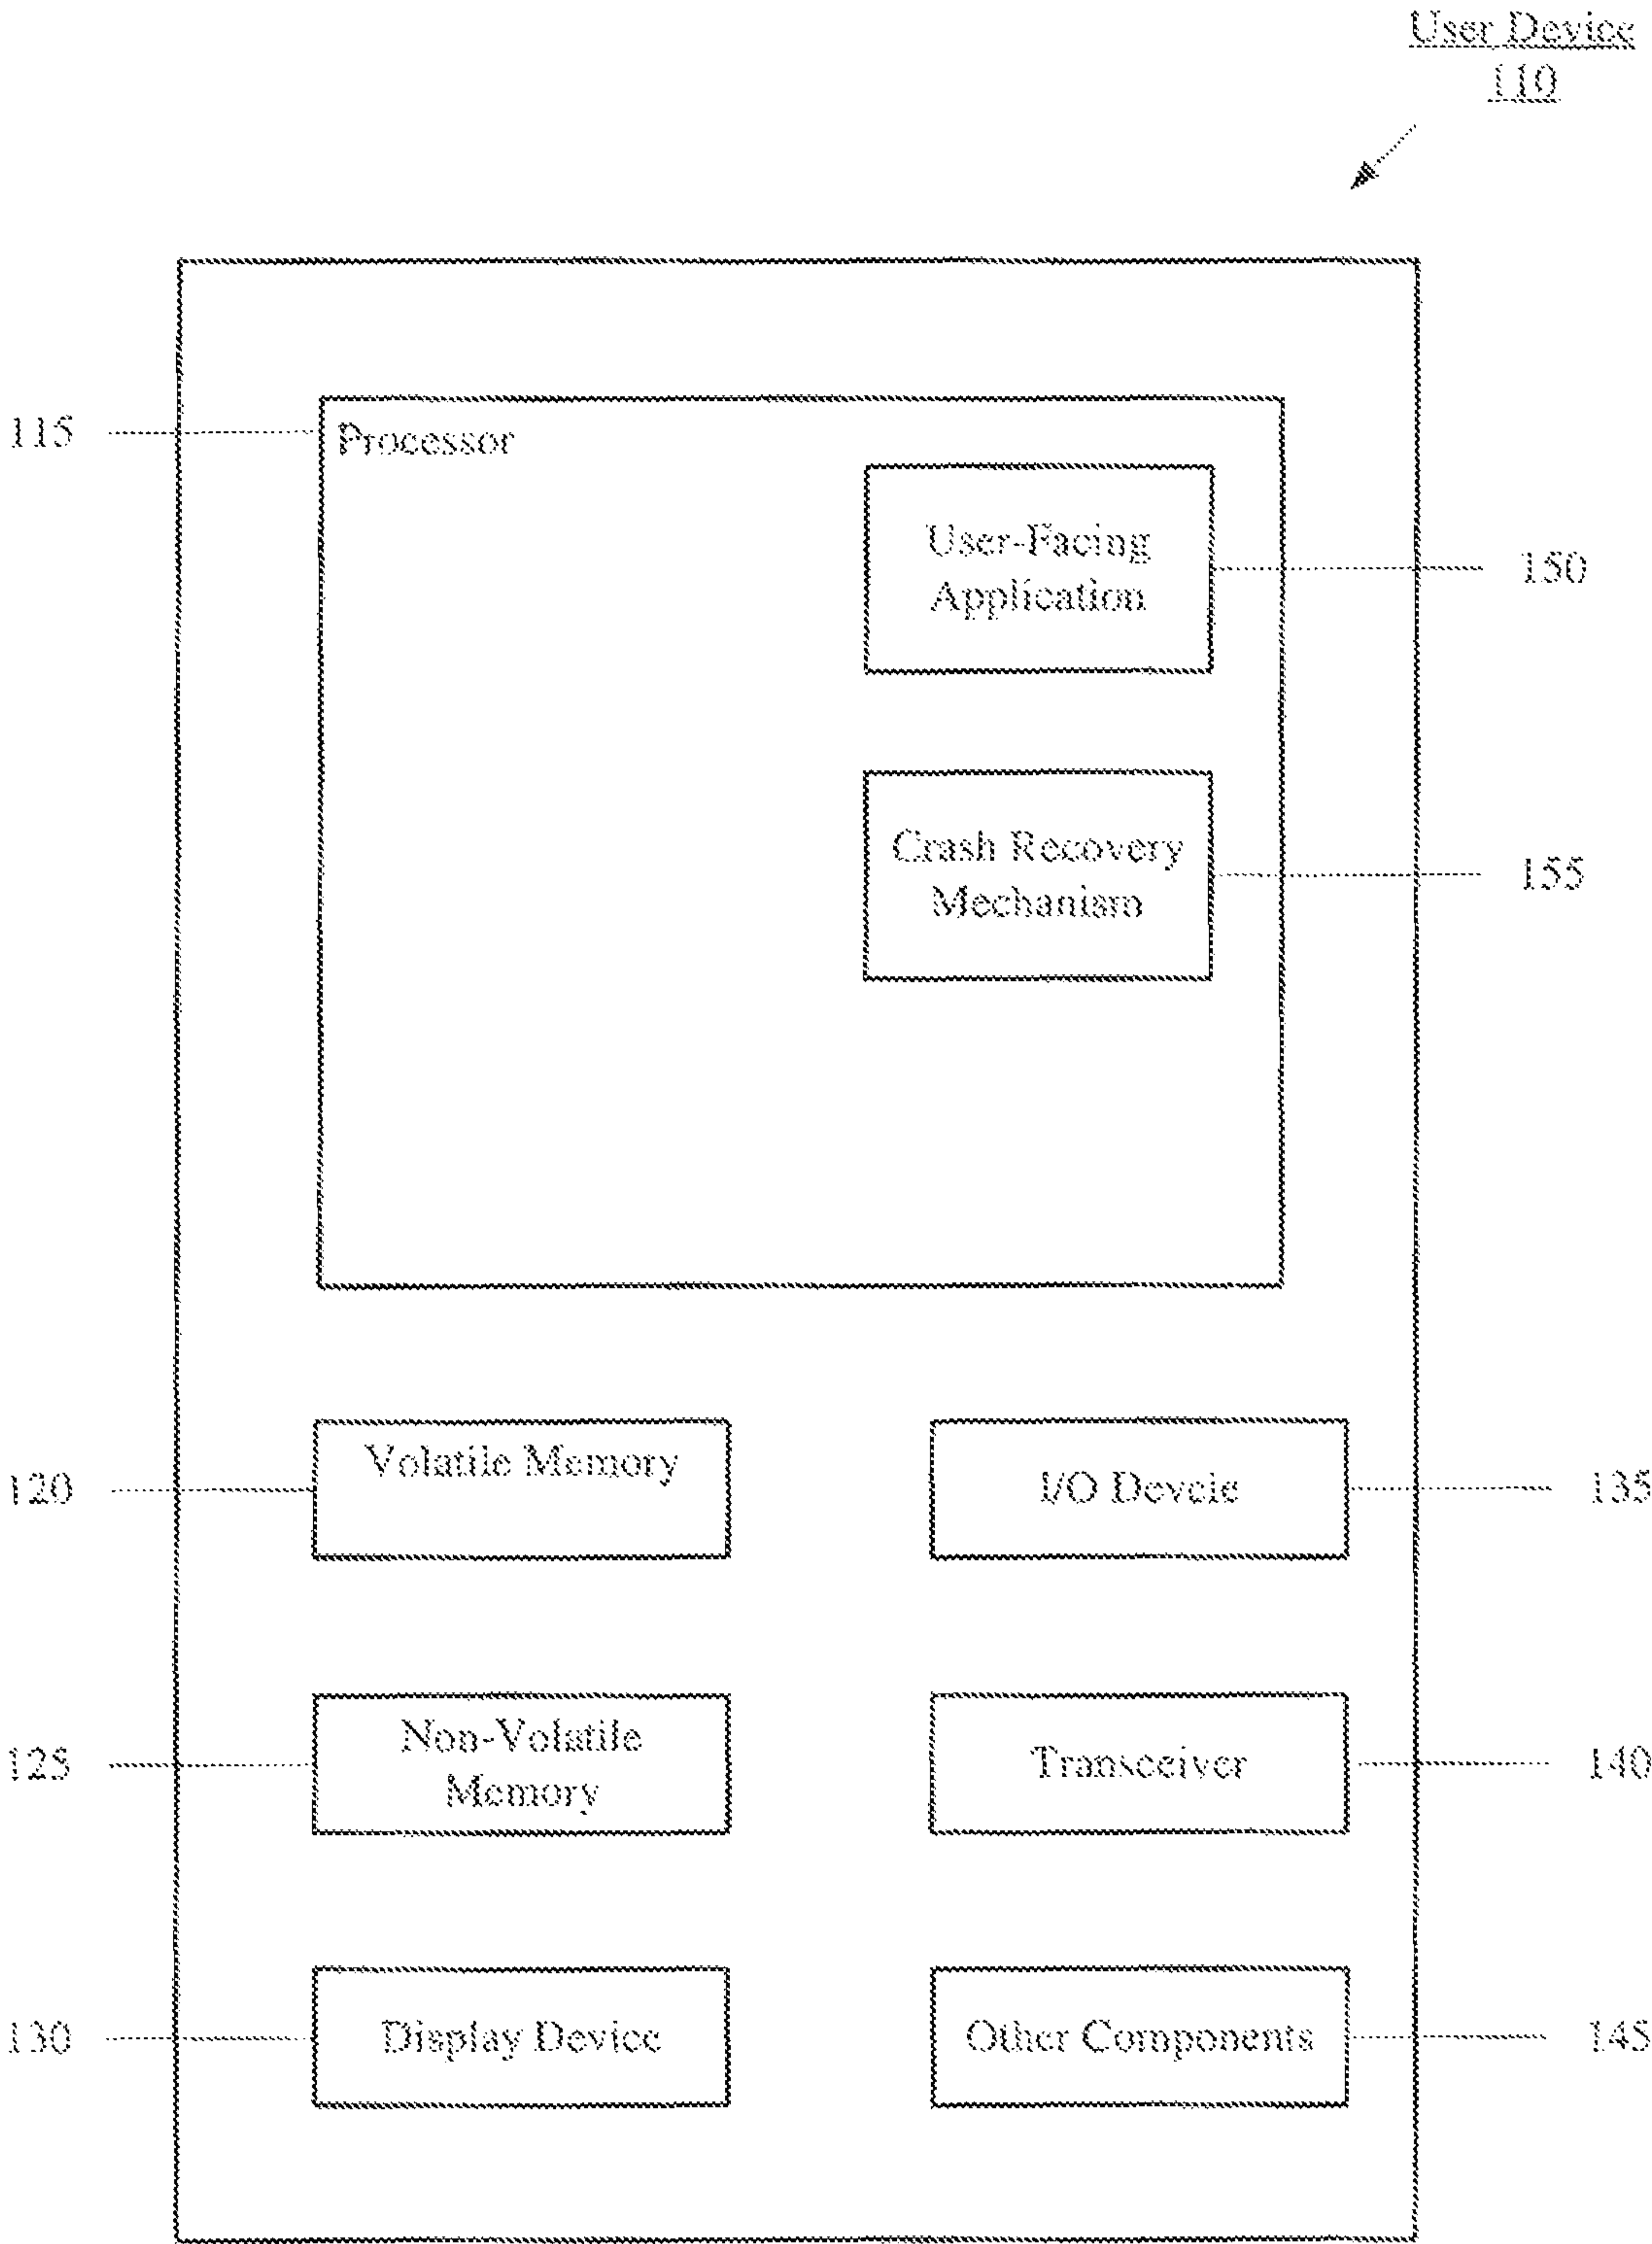 User Device
110
115
Processor
User-Facing
Application
150
Crash Recovery
Mechanism
155
120
Volatile Memory
I/O Devcie
135
125
Non-Volatile
Memory
Transceiver
140
130
Display Device
Other Components
145